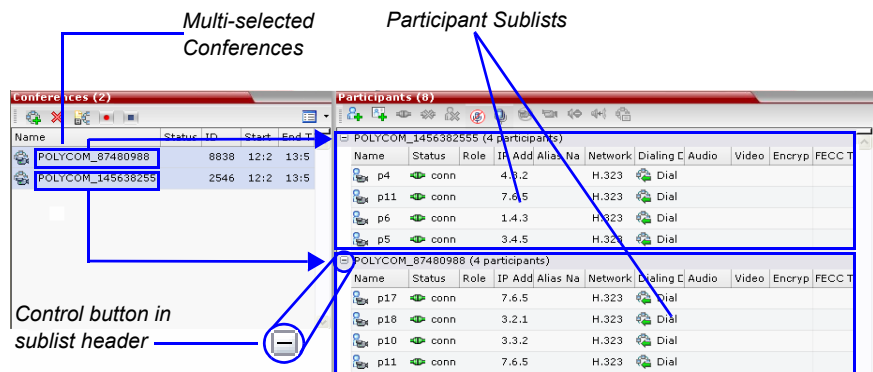 Multi-selected
Conferences
Participant Sublists
Conferences (2)
Name Status ID Start End T
POLYCOM_87480988 8838 12:2 13:5
POLYCOM_145638255 2546 12:2 13:5
Participants (8)
POLYCOM_1456382555 (4 participants)
Name Status Role IP Add Alias Na Network Dialing D Audio Video Encryp FECC T
p4 conn 4.3.2 H.323 Dial
p11 conn 7.6.5 H.323 Dial
p6 conn 1.4.3 H.323 Dial
p5 conn 3.4.5 H.323 Dial
POLYCOM_87480988 (4 participants)
Name Status Role IP Add Alias Na Network Dialing D Audio Video Encryp FECC T
p17 conn 7.6.5 H.323 Dial
p18 conn 3.2.1 H.323 Dial
p10 conn 3.3.2 H.323 Dial
p11 conn 7.6.5 H.323 Dial
Control button in
sublist header